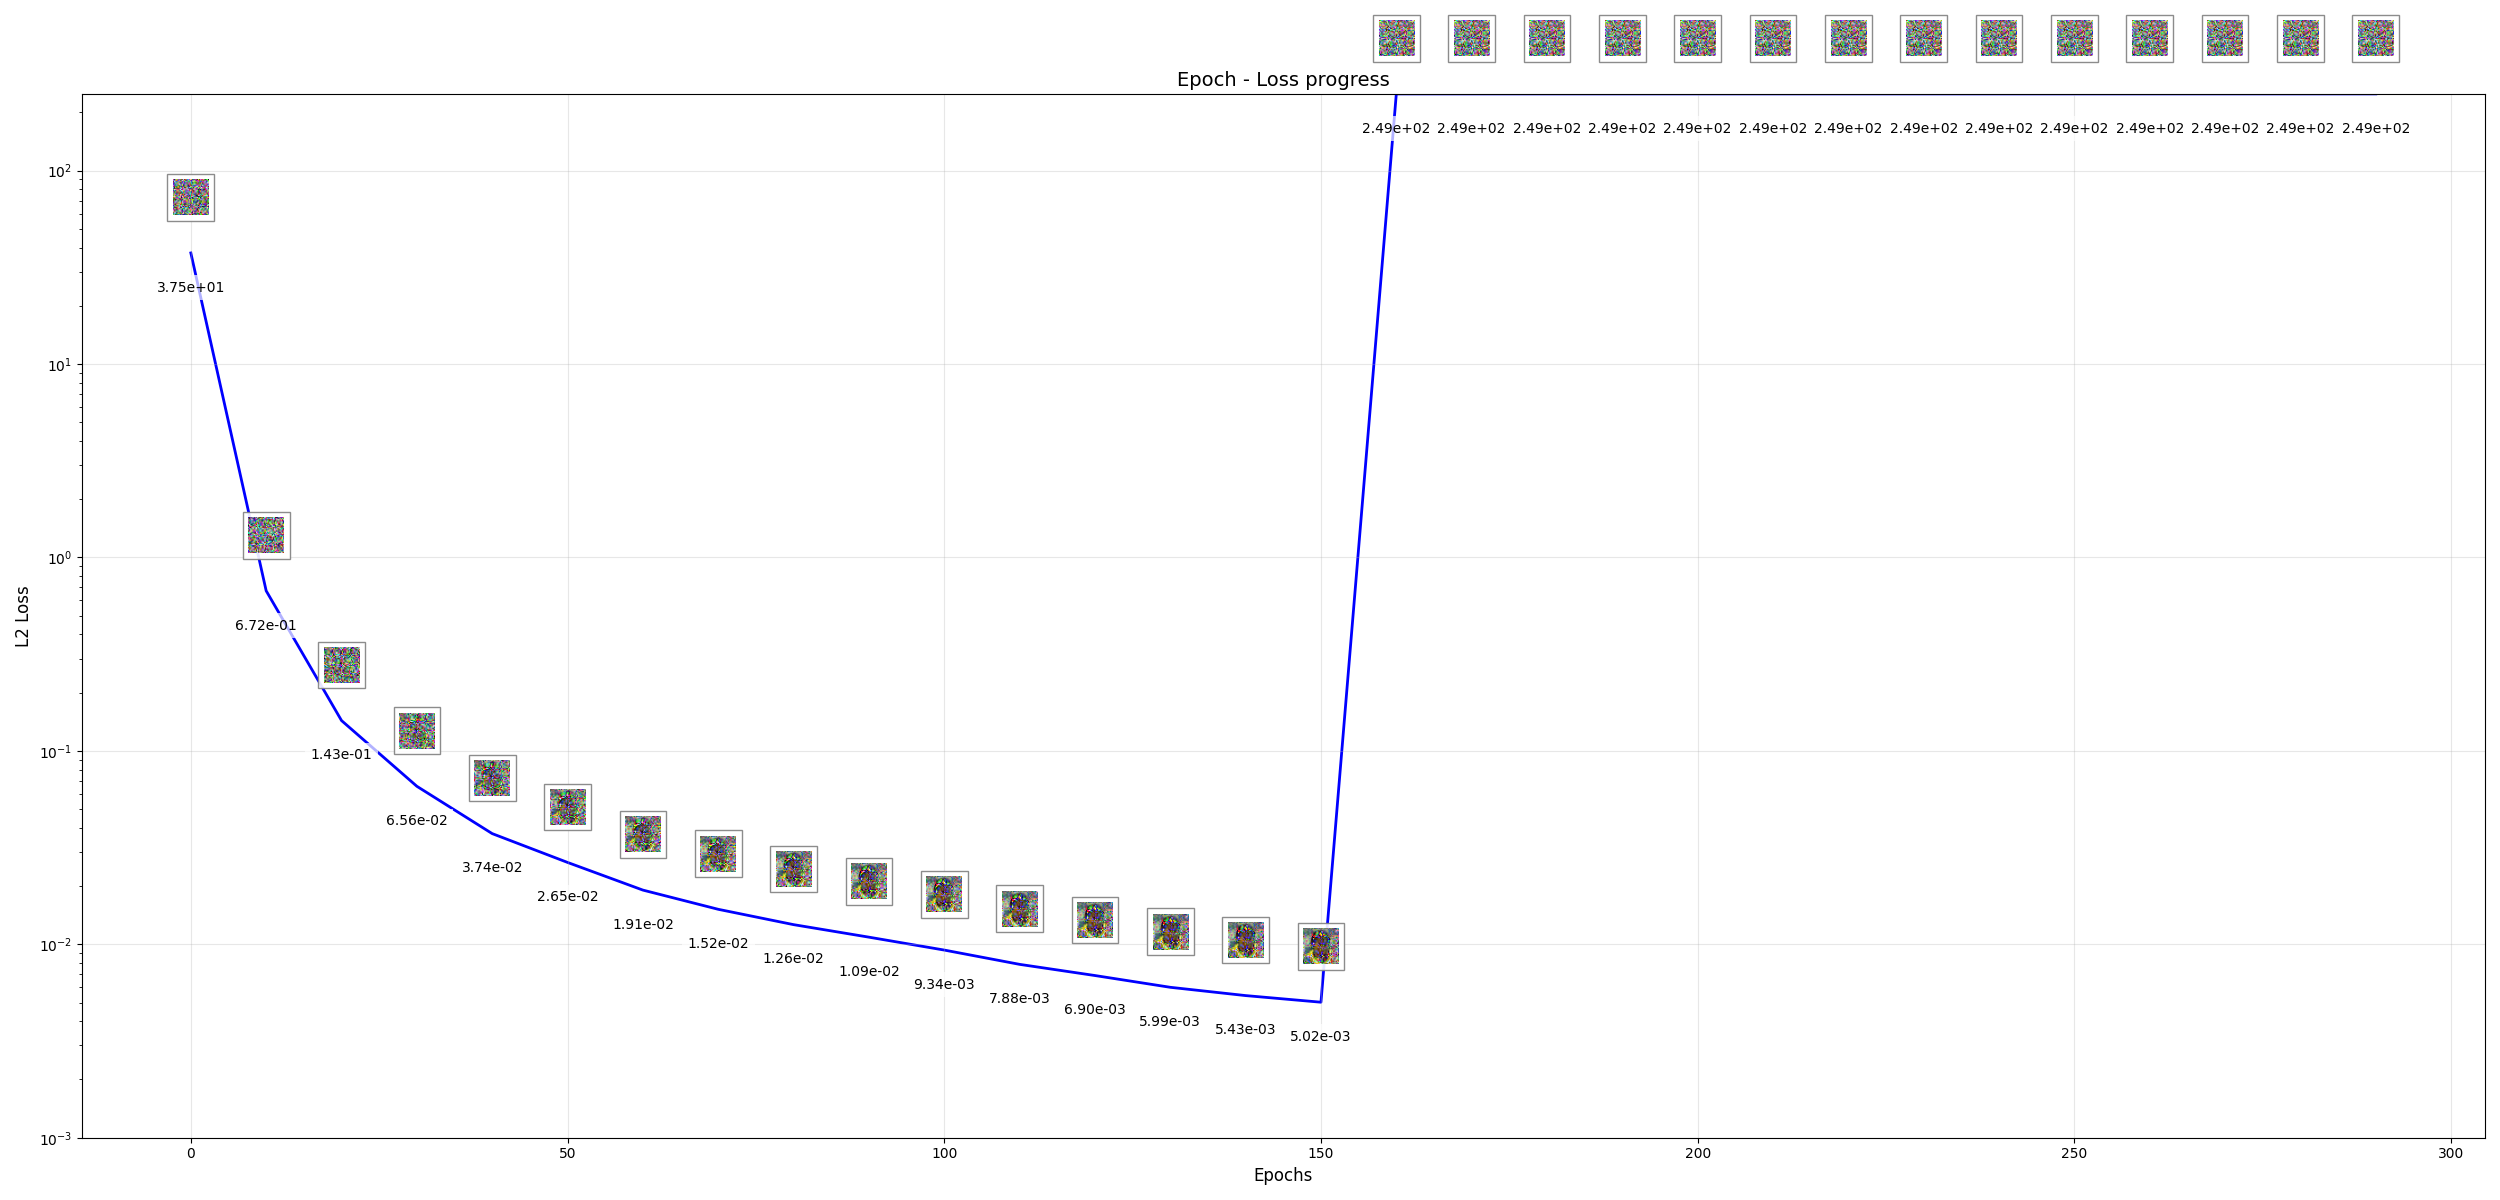 Epoch - Loss progress
2.49e+02 2.49e+02 2.49e+02 2.49e+02 2.49e+02 2.49e+02 2.49e+02 2.49e+02 2.49e+02 2.49e+02 2.49e+02 2.49e+02 2.49e+02 2.49e+02
10²
3.75e+01
10¹
10⁰
L2 Loss
6.72e-01
10⁻¹
1.43e-01
6.56e-02
3.74e-02
2.65e-02
1.91e-02
10⁻²
1.52e-02
1.26e-02
1.09e-02
9.34e-03
7.88e-03
6.90e-03
5.99e-03
5.43e-03
5.02e-03
10⁻³
0 50 100 150 200 250 300
Epochs